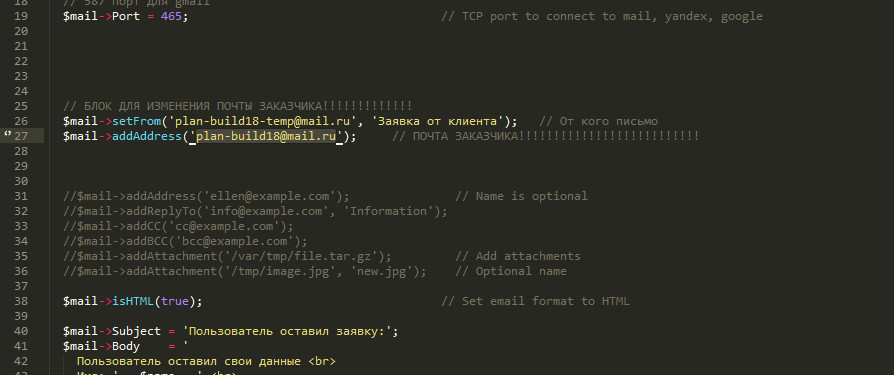 18 // 587 порт для gmail
19 $mail->Port = 465; // TCP port to connect to mail, yandex, google
20
21
22
23
24
25 // БЛОК ДЛЯ ИЗМЕНЕНИЯ ПОЧТЫ ЗАКАЗЧИКА!!!!!!!!!!!!!
26 $mail->setFrom('plan-build18-temp@mail.ru', 'Заявка от клиента'); // От кого письмо
27 $mail->addAddress('plan-build18@mail.ru'); // ПОЧТА ЗАКАЗЧИКА!!!!!!!!!!!!!!!!!!!!!!!!!!
28
29
30
31 //$mail->addAddress('ellen@example.com'); // Name is optional
32 //$mail->addReplyTo('info@example.com', 'Information');
33 //$mail->addCC('cc@example.com');
34 //$mail->addBCC('bcc@example.com');
35 //$mail->addAttachment('/var/tmp/file.tar.gz'); // Add attachments
36 //$mail->addAttachment('/tmp/image.jpg', 'new.jpg'); // Optional name
37
38 $mail->isHTML(true); // Set email format to HTML
39
40 $mail->Subject = 'Пользователь оставил заявку:';
41 $mail->Body = '
42 Пользователь оставил свои данные <br>